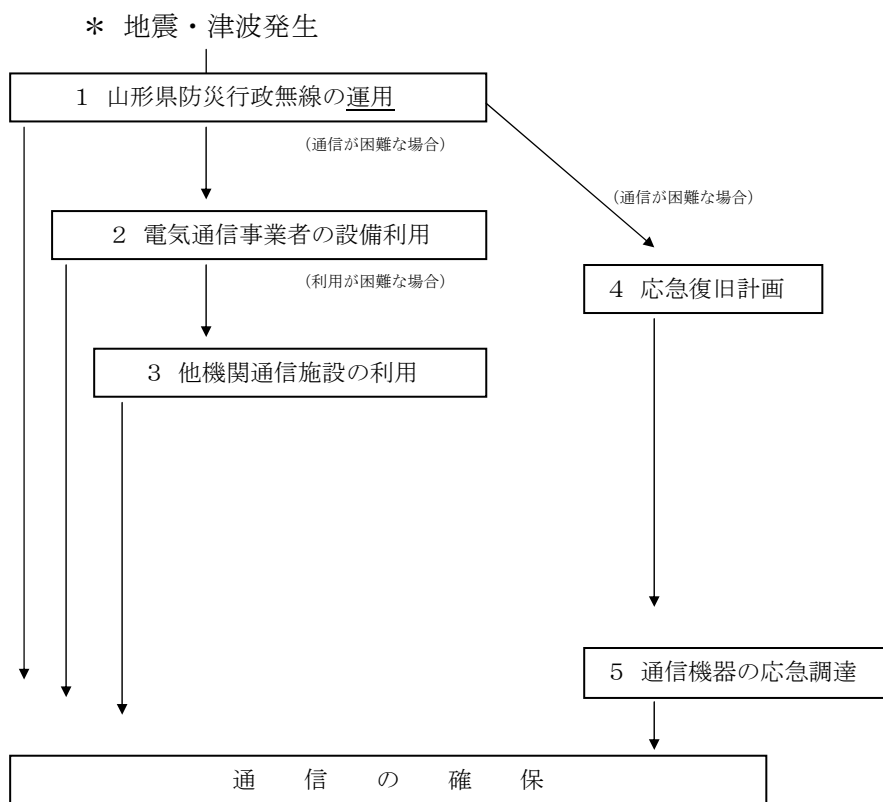 ＊ 地震・津波発生
１ 山形県防災行政無線の運用
（通信が困難な場合）
（通信が困難な場合）
２ 電気通信事業者の設備利用
（利用が困難な場合）
４ 応急復旧計画
３ 他機関通信施設の利用
５ 通信機器の応急調達
通 信 の 確 保